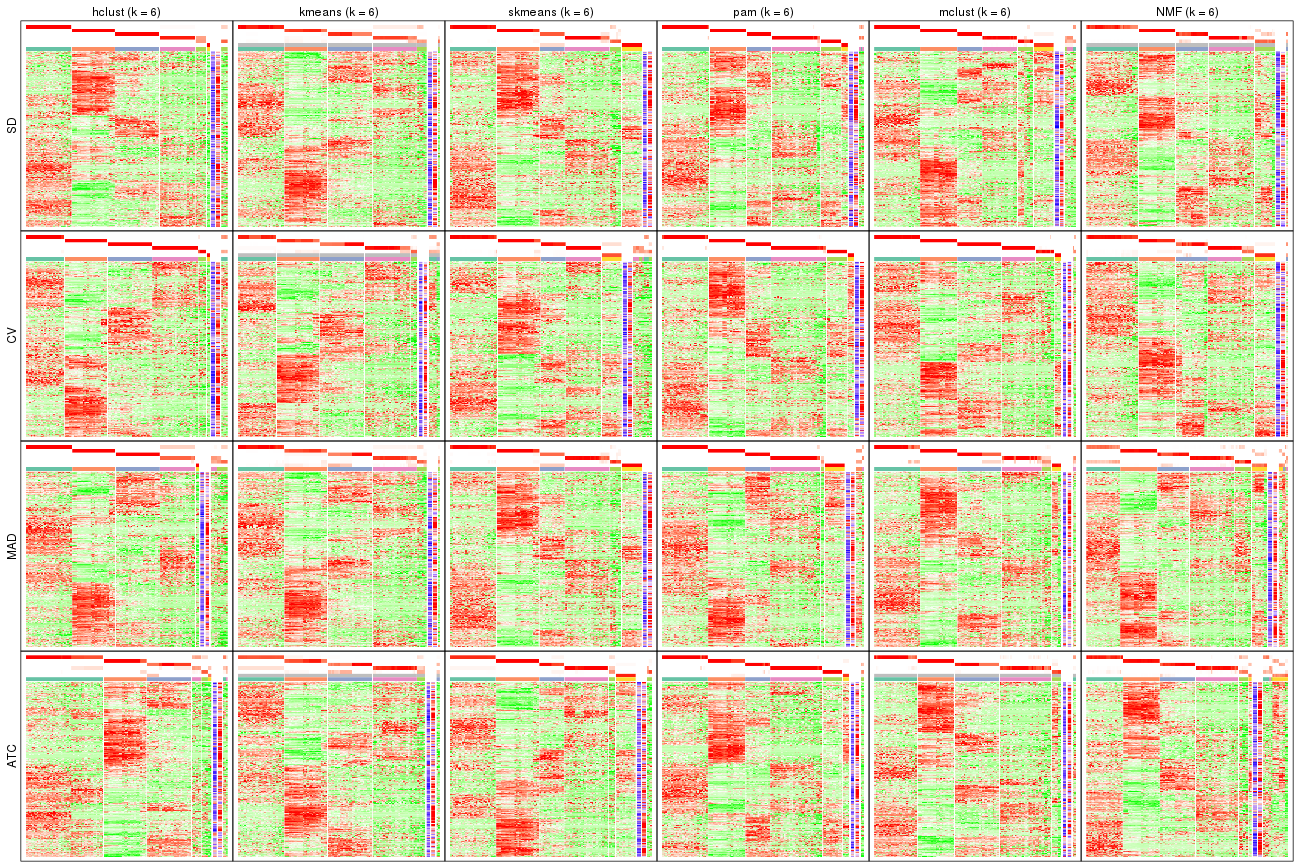 hclust (k = 6)
kmeans (k = 6)
skmeans (k = 6)
pam (k = 6)
mclust (k = 6)
NMF (k = 6)
SD
CV
MAD
ATC